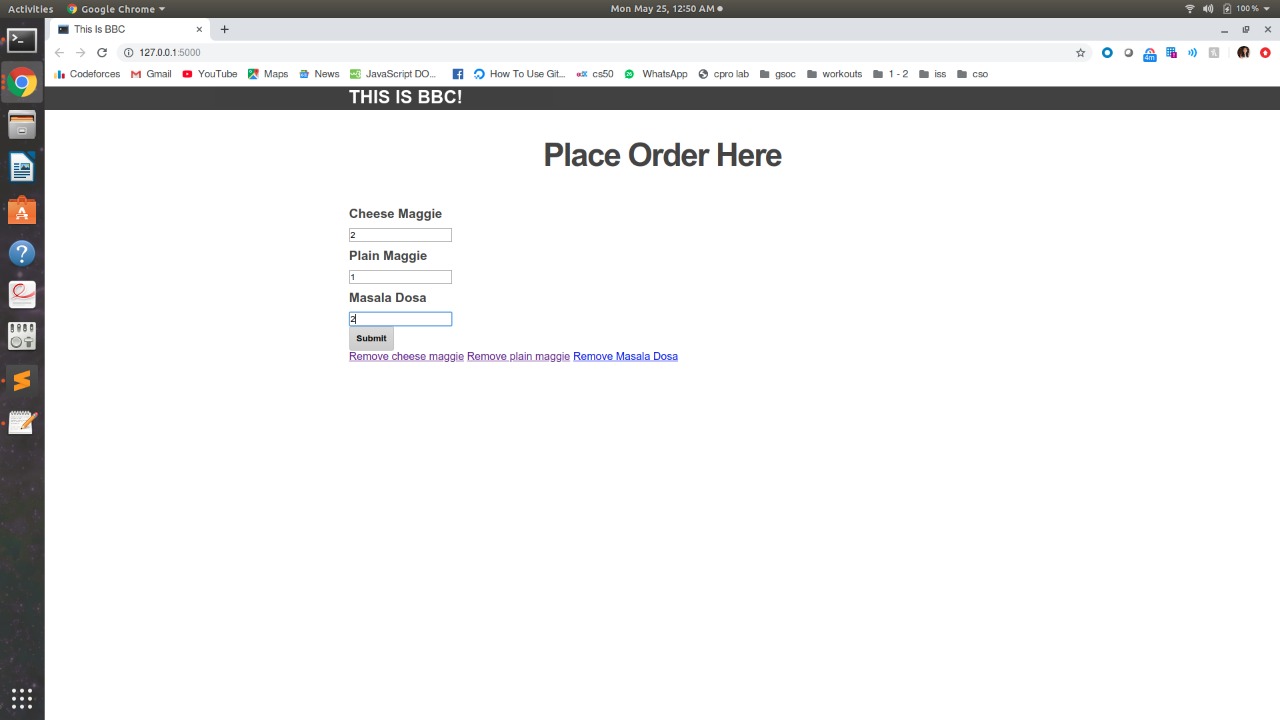 Activities Google Chrome Mon May 25, 12:50 AM 100 %
This Is BBC
127.0.0.1:5000
Codeforces Gmail YouTube Maps News JavaScript DO... How To Use Git... cs50 WhatsApp cpro lab gsoc workouts 1 - 2 iss cso
4m
THIS IS BBC!
Place Order Here
Cheese Maggie
2
Plain Maggie
1
Masala Dosa
2
Submit
Remove cheese maggie Remove plain maggie Remove Masala Dosa